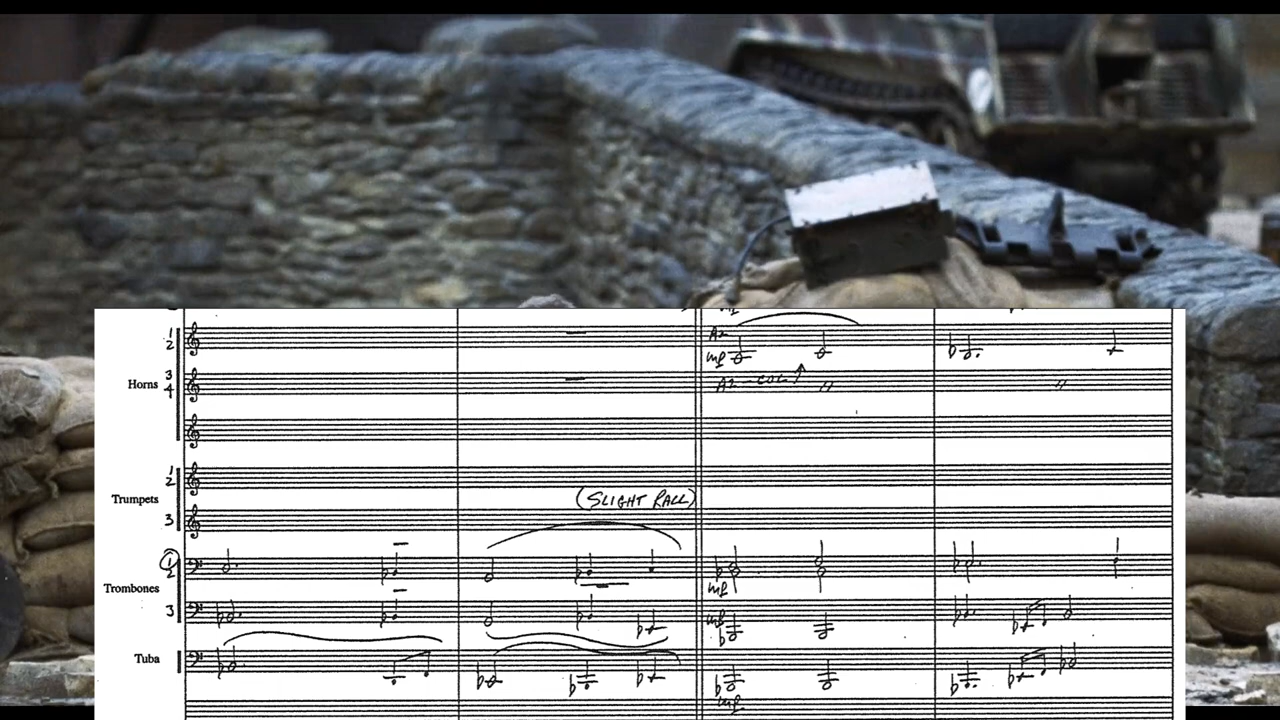 1
2
A2
mf
Horns
3
4
A2 - COL ↑
1
2
Trumpets
3
(SLIGHT RALL)
1
2
Trombones
mf
3
mf
Tuba
mf